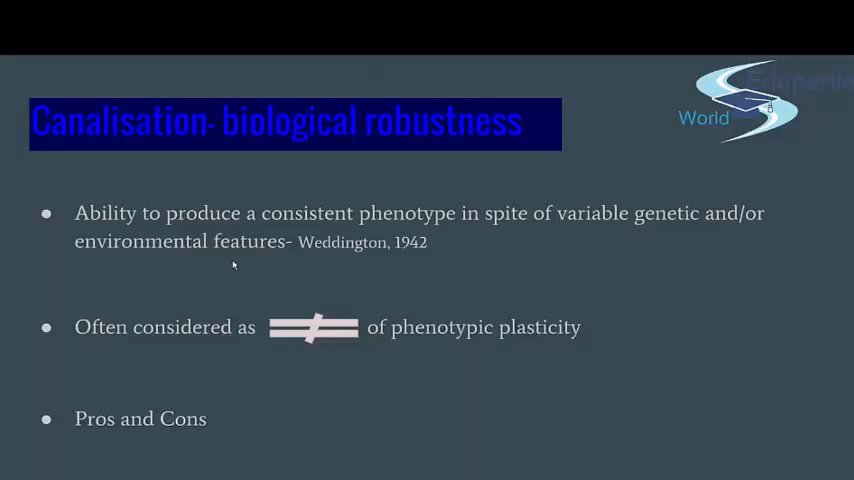 World
Canalisation- biological robustness
● Ability to produce a consistent phenotype in spite of variable genetic and/or
environmental features- Weddington, 1942
● Often considered as ≠ of phenotypic plasticity
● Pros and Cons